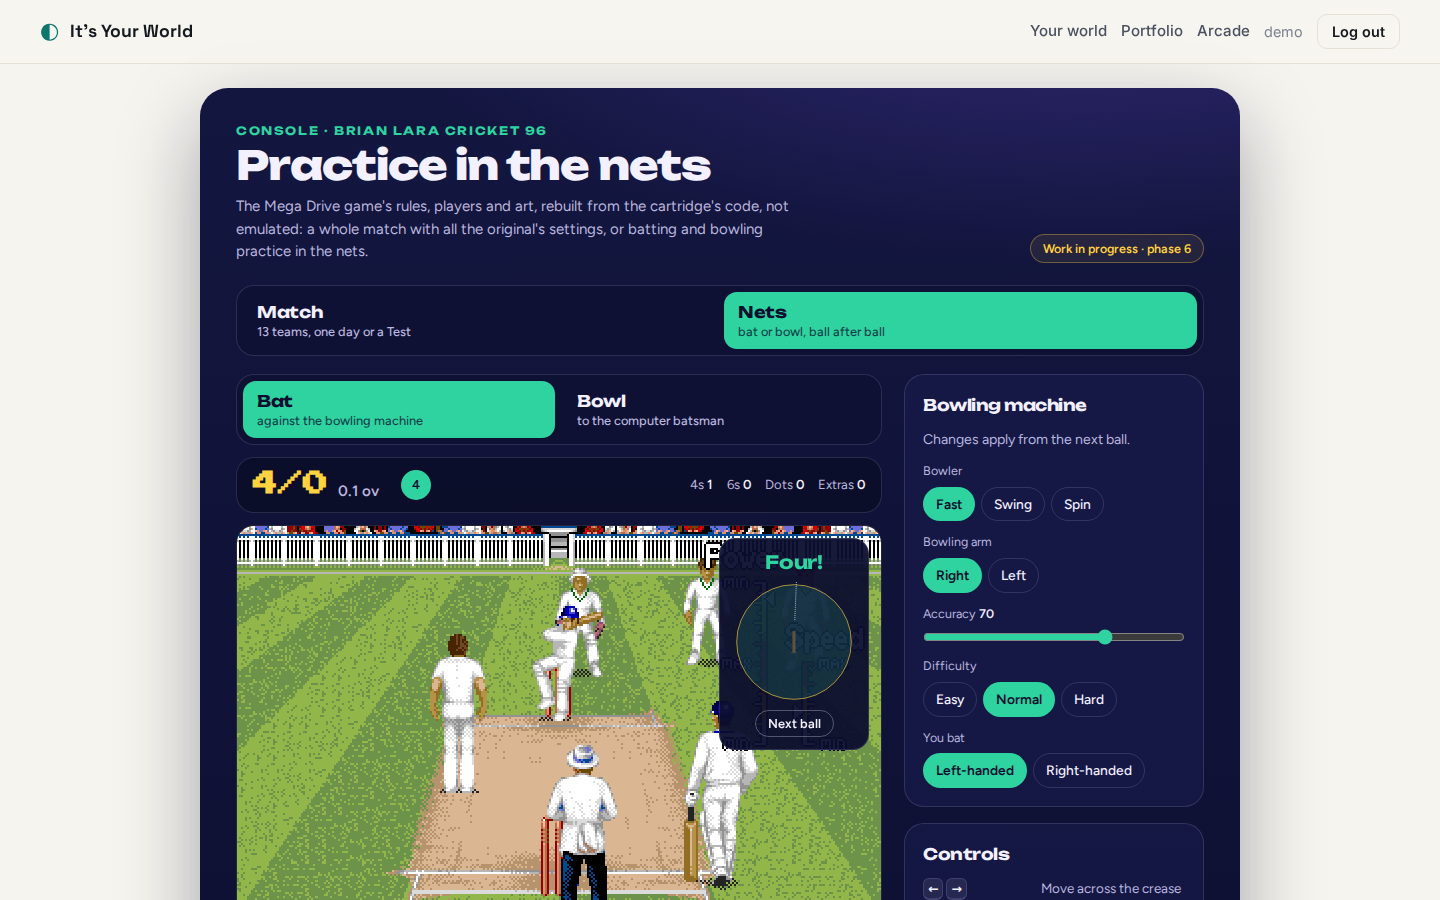 It's Your World
Your world Portfolio Arcade demo Log out
CONSOLE · BRIAN LARA CRICKET 96
Practice in the nets
The Mega Drive game's rules, players and art, rebuilt from the cartridge's code, not
emulated: a whole match with all the original's settings, or batting and bowling
practice in the nets.
Work in progress · phase 6
Match
13 teams, one day or a Test
Nets
bat or bowl, ball after ball
Bat
against the bowling machine
Bowl
to the computer batsman
4/0 0.1 ov 4 4s 1 6s 0 Dots 0 Extras 0
Four!
Speed
Next ball
Bowling machine
Changes apply from the next ball.
Bowler
Fast Swing Spin
Bowling arm
Right Left
Accuracy 70
Difficulty
Easy Normal Hard
You bat
Left-handed Right-handed
Controls
← → Move across the crease